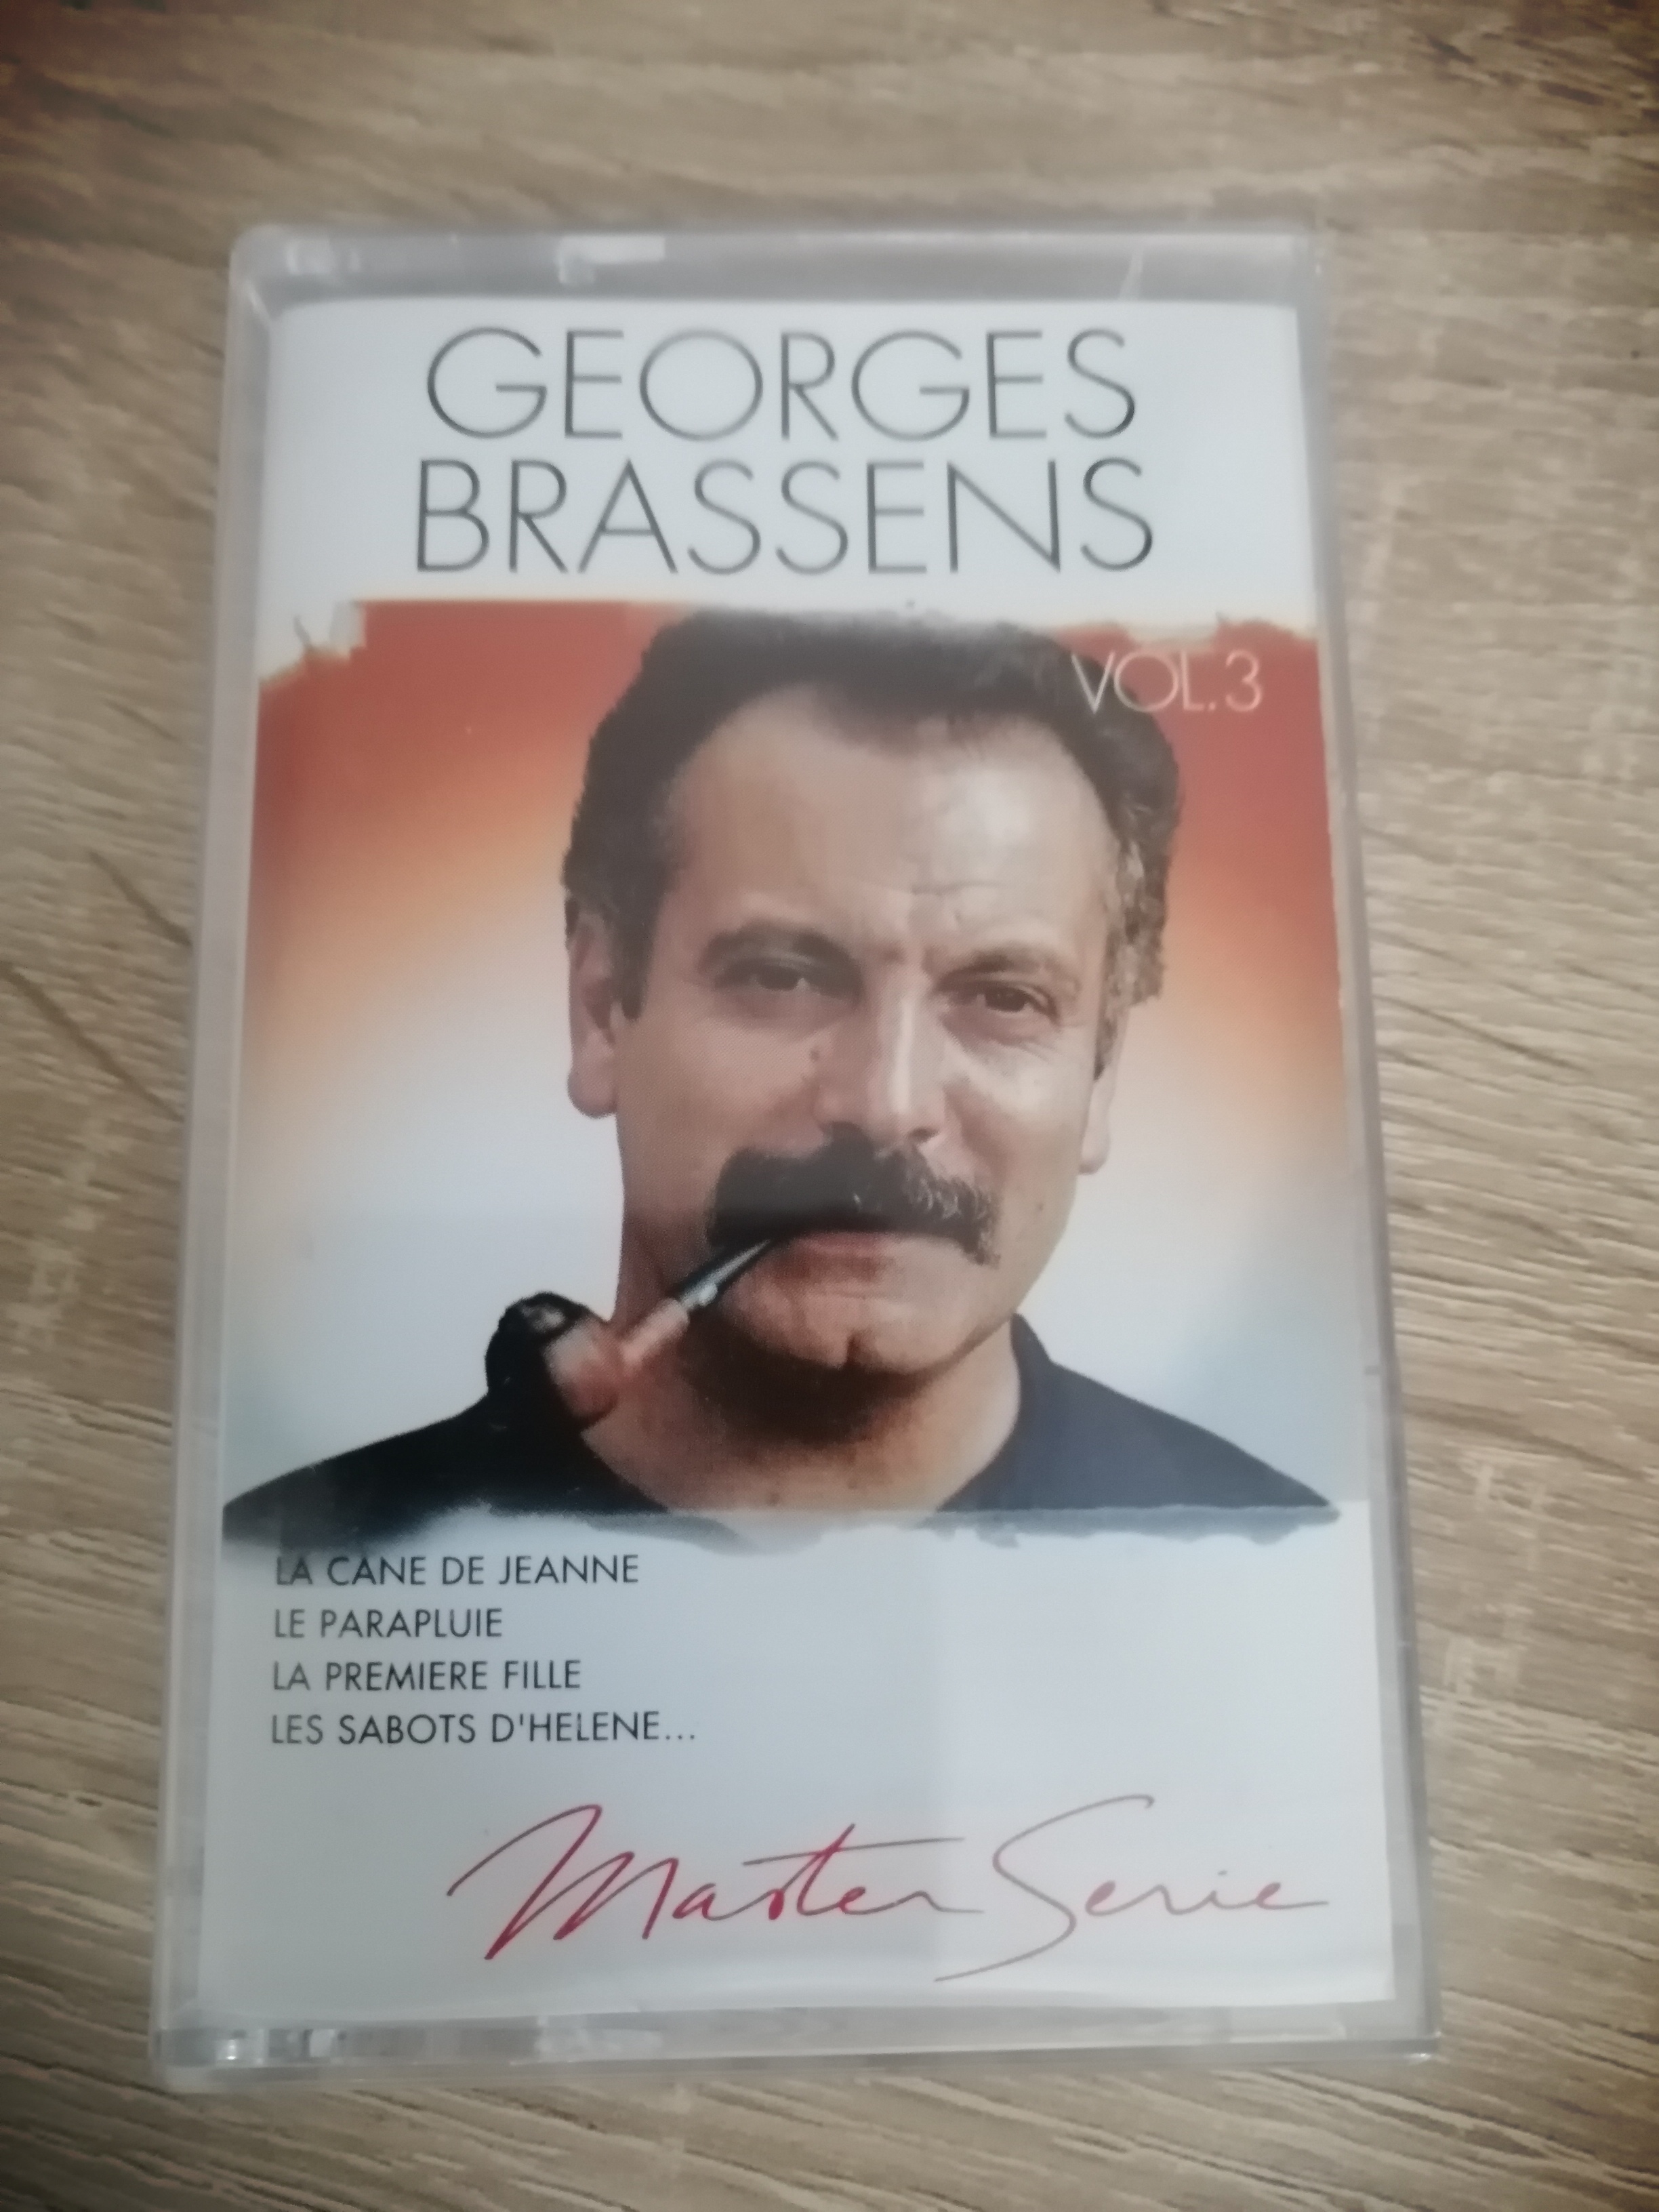 GEORGES
BRASSENS
VOL.3
LA CANE DE JEANNE
LE PARAPLUIE
LA PREMIERE FILLE
LES SABOTS D'HELENE...
Master Serie